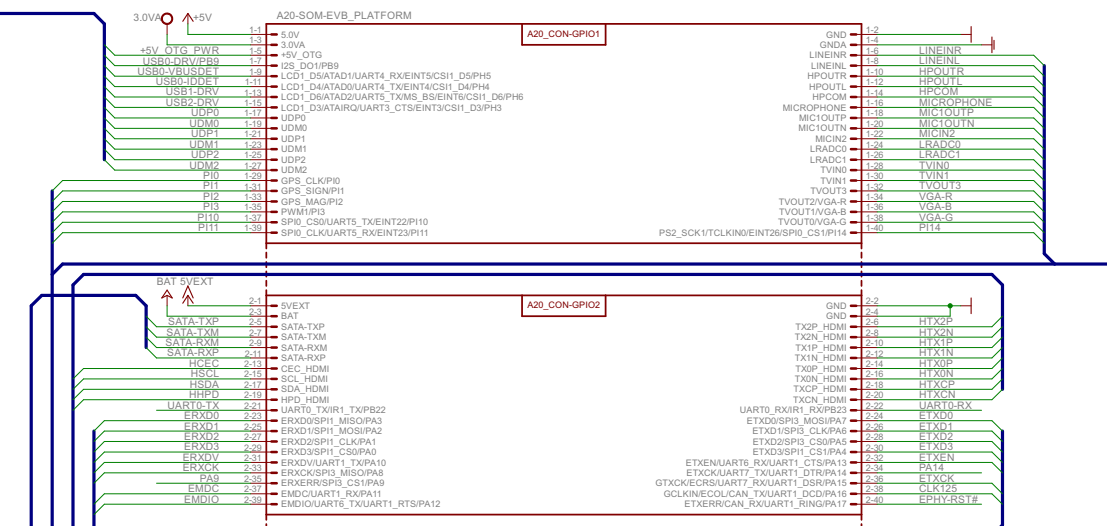 A20-SOM-EVB_PLATFORM
3.0VA +5V
A20_CON-GPIO1
1-1 5.0V GND 1-2
1-3 3.0VA GNDA 1-4
+5V_OTG_PWR 1-5 +5V_OTG LINEINR 1-6 LINEINR
USB0-DRV/PB9 1-7 I2S_DO1/PB9 LINEINL 1-8 LINEINL
USB0-VBUSDET 1-9 LCD1_D5/ATAD1/UART4_RX/EINT5/CSI1_D5/PH5 HPOUTR 1-10 HPOUTR
USB0-IDDET 1-11 LCD1_D4/ATAD0/UART4_TX/EINT4/CSI1_D4/PH4 HPOUTL 1-12 HPOUTL
USB1-DRV 1-13 LCD1_D6/ATAD2/UART5_TX/MS_BS/EINT6/CSI1_D6/PH6 HPCOM 1-14 HPCOM
USB2-DRV 1-15 LCD1_D3/ATAIRQ/UART3_CTS/EINT3/CSI1_D3/PH3 MICROPHONE 1-16 MICROPHONE
UDP0 1-17 UDP0 MIC1OUTP 1-18 MIC1OUTP
UDM0 1-19 UDM0 MIC1OUTN 1-20 MIC1OUTN
UDP1 1-21 UDP1 MICIN2 1-22 MICIN2
UDM1 1-23 UDM1 LRADC0 1-24 LRADC0
UDP2 1-25 UDP2 LRADC1 1-26 LRADC1
UDM2 1-27 UDM2 TVIN0 1-28 TVIN0
PI0 1-29 GPS_CLK/PI0 TVIN1 1-30 TVIN1
PI1 1-31 GPS_SIGN/PI1 TVOUT3 1-32 TVOUT3
PI2 1-33 GPS_MAG/PI2 TVOUT2/VGA-R 1-34 VGA-R
PI3 1-35 PWM1/PI3 TVOUT1/VGA-B 1-36 VGA-B
PI10 1-37 SPI0_CS0/UART5_TX/EINT22/PI10 TVOUT0/VGA-G 1-38 VGA-G
PI11 1-39 SPI0_CLK/UART5_RX/EINT23/PI11 PS2_SCK1/TCLKIN0/EINT26/SPI0_CS1/PI14 1-40 PI14
BAT 5VEXT
A20_CON-GPIO2
2-1 5VEXT GND 2-2
2-3 BAT GND 2-4
SATA-TXP 2-5 SATA-TXP TX2P_HDMI 2-6 HTX2P
SATA-TXM 2-7 SATA-TXM TX2N_HDMI 2-8 HTX2N
SATA-RXM 2-9 SATA-RXM TX1P_HDMI 2-10 HTX1P
SATA-RXP 2-11 SATA-RXP TX1N_HDMI 2-12 HTX1N
HCEC 2-13 CEC_HDMI TX0P_HDMI 2-14 HTX0P
HSCL 2-15 SCL_HDMI TX0N_HDMI 2-16 HTX0N
HSDA 2-17 SDA_HDMI TXCP_HDMI 2-18 HTXCP
HHPD 2-19 HPD_HDMI TXCN_HDMI 2-20 HTXCN
UART0-TX 2-21 UART0_TX/IR1_TX/PB22 UART0_RX/IR1_RX/PB23 2-22 UART0-RX
ERXD0 2-23 ERXD0/SPI1_MISO/PA3 ETXD0/SPI3_MOSI/PA7 2-24 ETXD0
ERXD1 2-25 ERXD1/SPI1_MOSI/PA2 ETXD1/SPI3_CLK/PA6 2-26 ETXD1
ERXD2 2-27 ERXD2/SPI1_CLK/PA1 ETXD2/SPI3_CS0/PA5 2-28 ETXD2
ERXD3 2-29 ERXD3/SPI1_CS0/PA0 ETXD3/SPI1_CS1/PA4 2-30 ETXD3
ERXDV 2-31 ERXDV/UART1_TX/PA10 ETXEN/UART6_RX/UART1_CTS/PA13 2-32 ETXEN
ERXCK 2-33 ERXCK/SPI3_MISO/PA8 ETXCK/UART7_TX/UART1_DTR/PA14 2-34 PA14
PA9 2-35 ERXERR/SPI3_CS1/PA9 GTXCK/ECRS/UART7_RX/UART1_DSR/PA15 2-36 ETXCK
EMDC 2-37 EMDC/UART1_RX/PA11 GCLKIN/ECOL/CAN_TX/UART1_DCD/PA16 2-38 CLK125
EMDIO 2-39 EMDIO/UART6_TX/UART1_RTS/PA12 ETXERR/CAN_RX/UART1_RING/PA17 2-40 EPHY-RST#